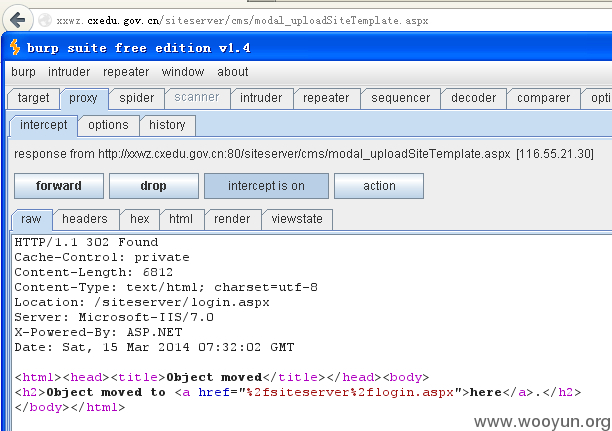 xxwz.cxedu.gov.cn/siteserver/cms/modal_uploadSiteTemplate.aspx
burp suite free edition v1.4
burp intruder repeater window about
target proxy spider scanner intruder repeater sequencer decoder comparer opti
intercept options history
response from http://xxwz.cxedu.gov.cn:80/siteserver/cms/modal_uploadSiteTemplate.aspx [116.55.21.30]
forward drop intercept is on action
raw headers hex html render viewstate
HTTP/1.1 302 Found
Cache-Control: private
Content-Length: 6812
Content-Type: text/html; charset=utf-8
Location: /siteserver/login.aspx
Server: Microsoft-IIS/7.0
X-Powered-By: ASP.NET
Date: Sat, 15 Mar 2014 07:32:02 GMT
<html><head><title>Object moved</title></head><body>
<h2>Object moved to <a href="%2fsiteserver%2flogin.aspx">here</a>.</h2>
</body></html>
www.wooyun.org